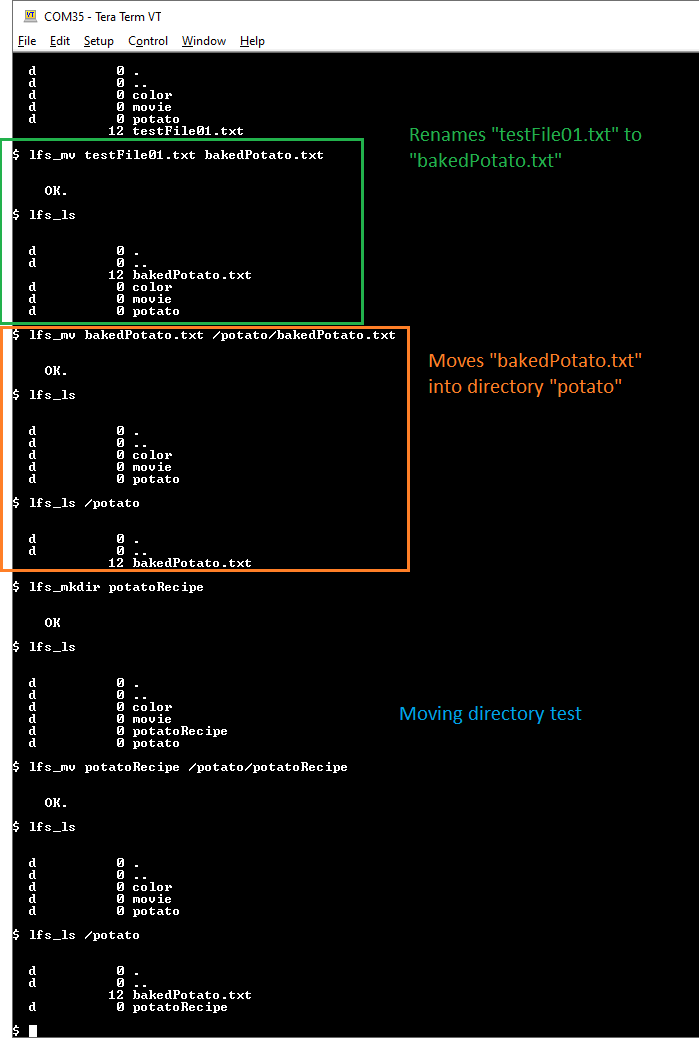 COM35 - Tera Term VT
File Edit Setup Control Window Help
d 0 .
d 0 ..
d 0 color
d 0 movie
d 0 potato
12 testFile01.txt
$ lfs_mv testFile01.txt bakedPotato.txt
OK.
$ lfs_ls
d 0 .
d 0 ..
12 bakedPotato.txt
d 0 color
d 0 movie
d 0 potato
Renames "testFile01.txt" to
"bakedPotato.txt"
$ lfs_mv bakedPotato.txt /potato/bakedPotato.txt
OK.
$ lfs_ls
d 0 .
d 0 ..
d 0 color
d 0 movie
d 0 potato
$ lfs_ls /potato
d 0 .
d 0 ..
12 bakedPotato.txt
Moves "bakedPotato.txt"
into directory "potato"
$ lfs_mkdir potatoRecipe
OK
$ lfs_ls
d 0 .
d 0 ..
d 0 color
d 0 movie
d 0 potatoRecipe
d 0 potato
Moving directory test
$ lfs_mv potatoRecipe /potato/potatoRecipe
OK.
$ lfs_ls
d 0 .
d 0 ..
d 0 color
d 0 movie
d 0 potato
$ lfs_ls /potato
d 0 .
d 0 ..
12 bakedPotato.txt
d 0 potatoRecipe
$